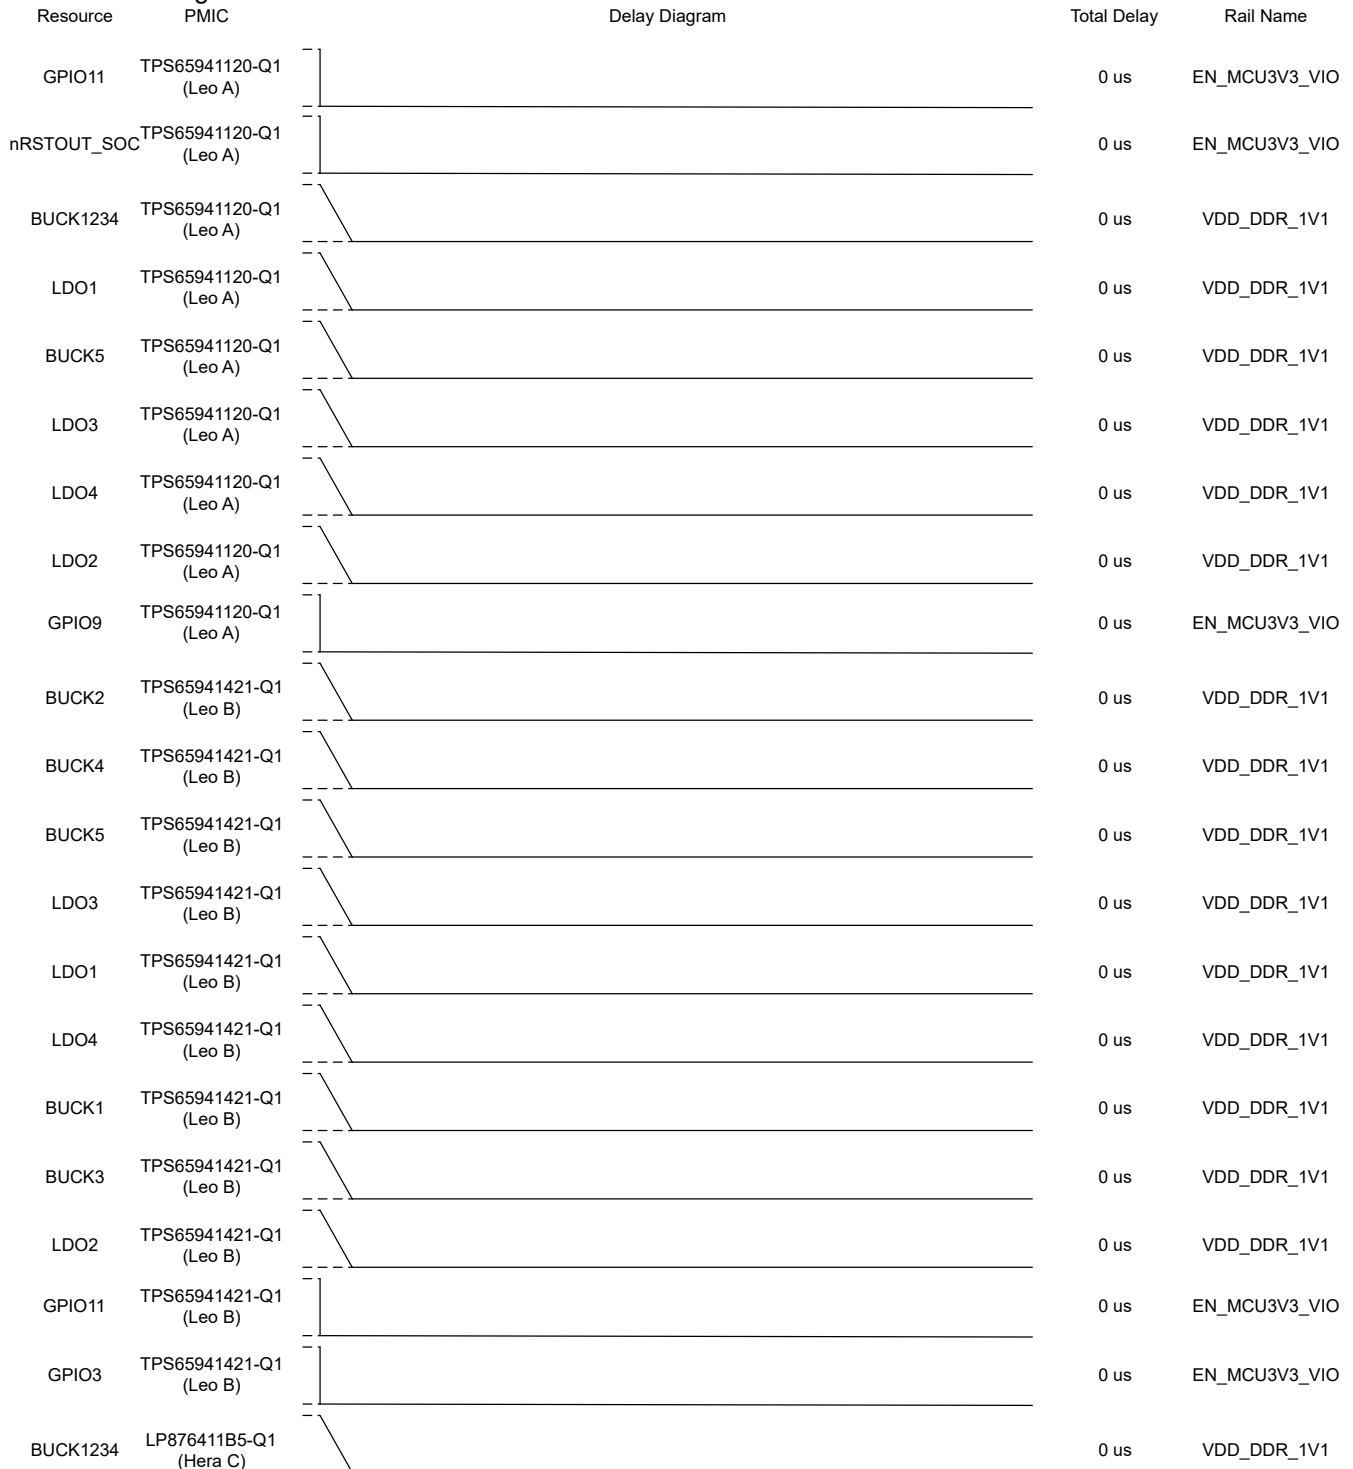 Resource PMIC Delay Diagram Total Delay Rail Name
GPIO11 TPS65941120-Q1 (Leo A) 0 us EN_MCU3V3_VIO
nRSTOUT_SOC TPS65941120-Q1 (Leo A) 0 us EN_MCU3V3_VIO
BUCK1234 TPS65941120-Q1 (Leo A) 0 us VDD_DDR_1V1
LDO1 TPS65941120-Q1 (Leo A) 0 us VDD_DDR_1V1
BUCK5 TPS65941120-Q1 (Leo A) 0 us VDD_DDR_1V1
LDO3 TPS65941120-Q1 (Leo A) 0 us VDD_DDR_1V1
LDO4 TPS65941120-Q1 (Leo A) 0 us VDD_DDR_1V1
LDO2 TPS65941120-Q1 (Leo A) 0 us VDD_DDR_1V1
GPIO9 TPS65941120-Q1 (Leo A) 0 us EN_MCU3V3_VIO
BUCK2 TPS65941421-Q1 (Leo B) 0 us VDD_DDR_1V1
BUCK4 TPS65941421-Q1 (Leo B) 0 us VDD_DDR_1V1
BUCK5 TPS65941421-Q1 (Leo B) 0 us VDD_DDR_1V1
LDO3 TPS65941421-Q1 (Leo B) 0 us VDD_DDR_1V1
LDO1 TPS65941421-Q1 (Leo B) 0 us VDD_DDR_1V1
LDO4 TPS65941421-Q1 (Leo B) 0 us VDD_DDR_1V1
BUCK1 TPS65941421-Q1 (Leo B) 0 us VDD_DDR_1V1
BUCK3 TPS65941421-Q1 (Leo B) 0 us VDD_DDR_1V1
LDO2 TPS65941421-Q1 (Leo B) 0 us VDD_DDR_1V1
GPIO11 TPS65941421-Q1 (Leo B) 0 us EN_MCU3V3_VIO
GPIO3 TPS65941421-Q1 (Leo B) 0 us EN_MCU3V3_VIO
BUCK1234 LP876411B5-Q1 (Hera C) 0 us VDD_DDR_1V1